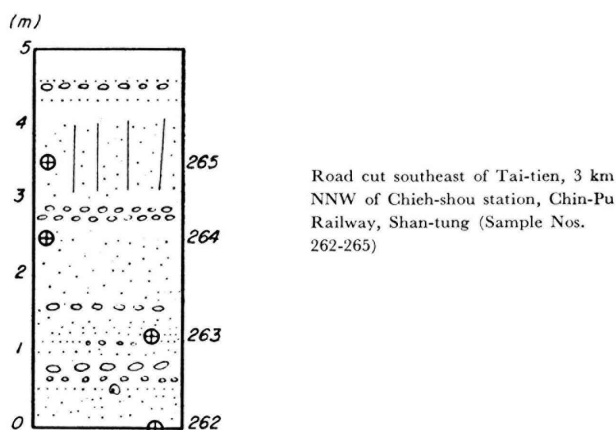 (m)
5
4
265
3
264
2
263
1
0 262
Road cut southeast of Tai-tien, 3 km
NNW of Chieh-shou station, Chin-Pu
Railway, Shan-tung (Sample Nos.
262-265)